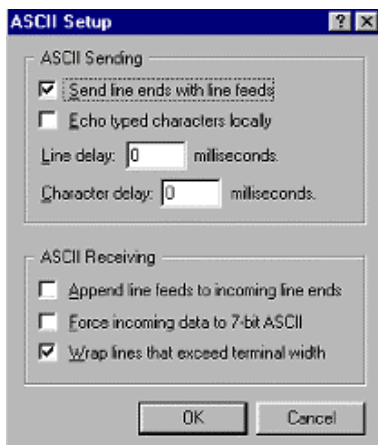 ASCII Setup
ASCII Sending
Send line ends with line feeds
Echo typed characters locally
Line delay: 0 milliseconds.
Character delay: 0 milliseconds.
ASCII Receiving
Append line feeds to incoming line ends
Force incoming data to 7-bit ASCII
Wrap lines that exceed terminal width
OK Cancel